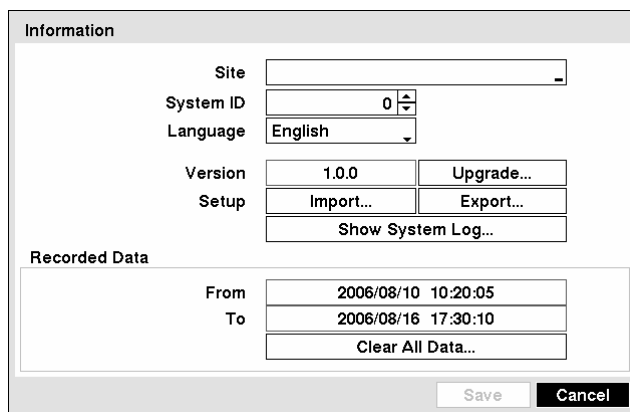 Information
Site
System ID 0
Language English
Version 1.0.0 Upgrade...
Setup Import... Export...
Show System Log...
Recorded Data
From 2006/08/10 10:20:05
To 2006/08/16 17:30:10
Clear All Data...
Save Cancel